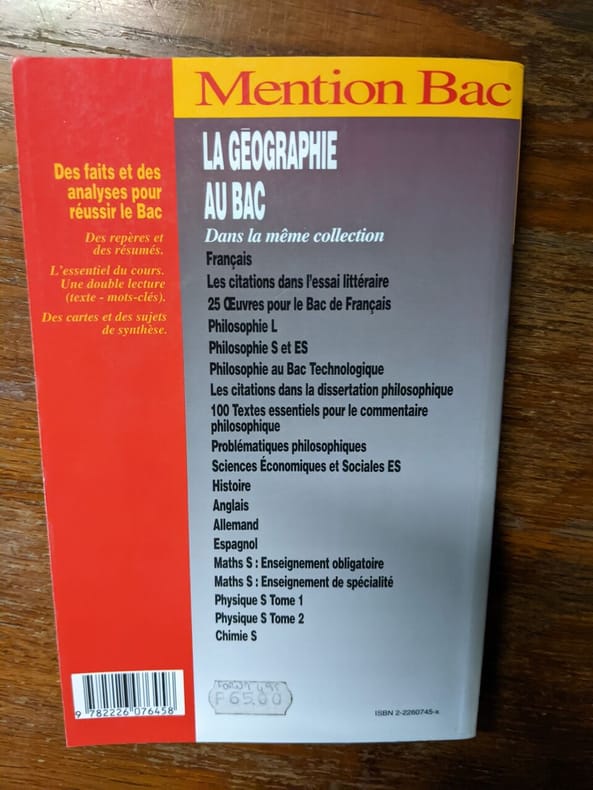 Mention Bac
LA GÉOGRAPHIE
AU BAC
Dans la même collection
Français
Les citations dans l'essai littéraire
25 Œuvres pour le Bac de Français
Philosophie L
Philosophie S et ES
Philosophie au Bac Technologique
Les citations dans la dissertation philosophique
100 Textes essentiels pour le commentaire
philosophique
Problématiques philosophiques
Sciences Économiques et Sociales ES
Histoire
Anglais
Allemand
Espagnol
Maths S : Enseignement obligatoire
Maths S : Enseignement de spécialité
Physique S Tome 1
Physique S Tome 2
Chimie S
Des faits et des
analyses pour
réussir le Bac
Des repères et
des résumés.
L'essentiel du cours.
Une double lecture
(texte - mots-clés).
Des cartes et des sujets
de synthèse.
9 782226 076458
F65.00
ISBN 2-2260745-x